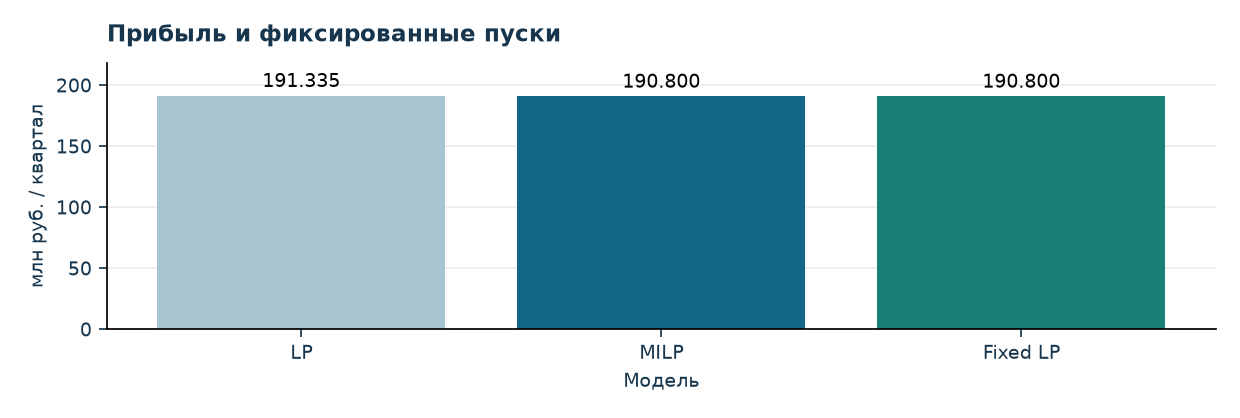 Прибыль и фиксированные пуски
млн руб. / квартал
200
150
100
50
0
191.335
190.800
190.800
LP
MILP
Fixed LP
Модель